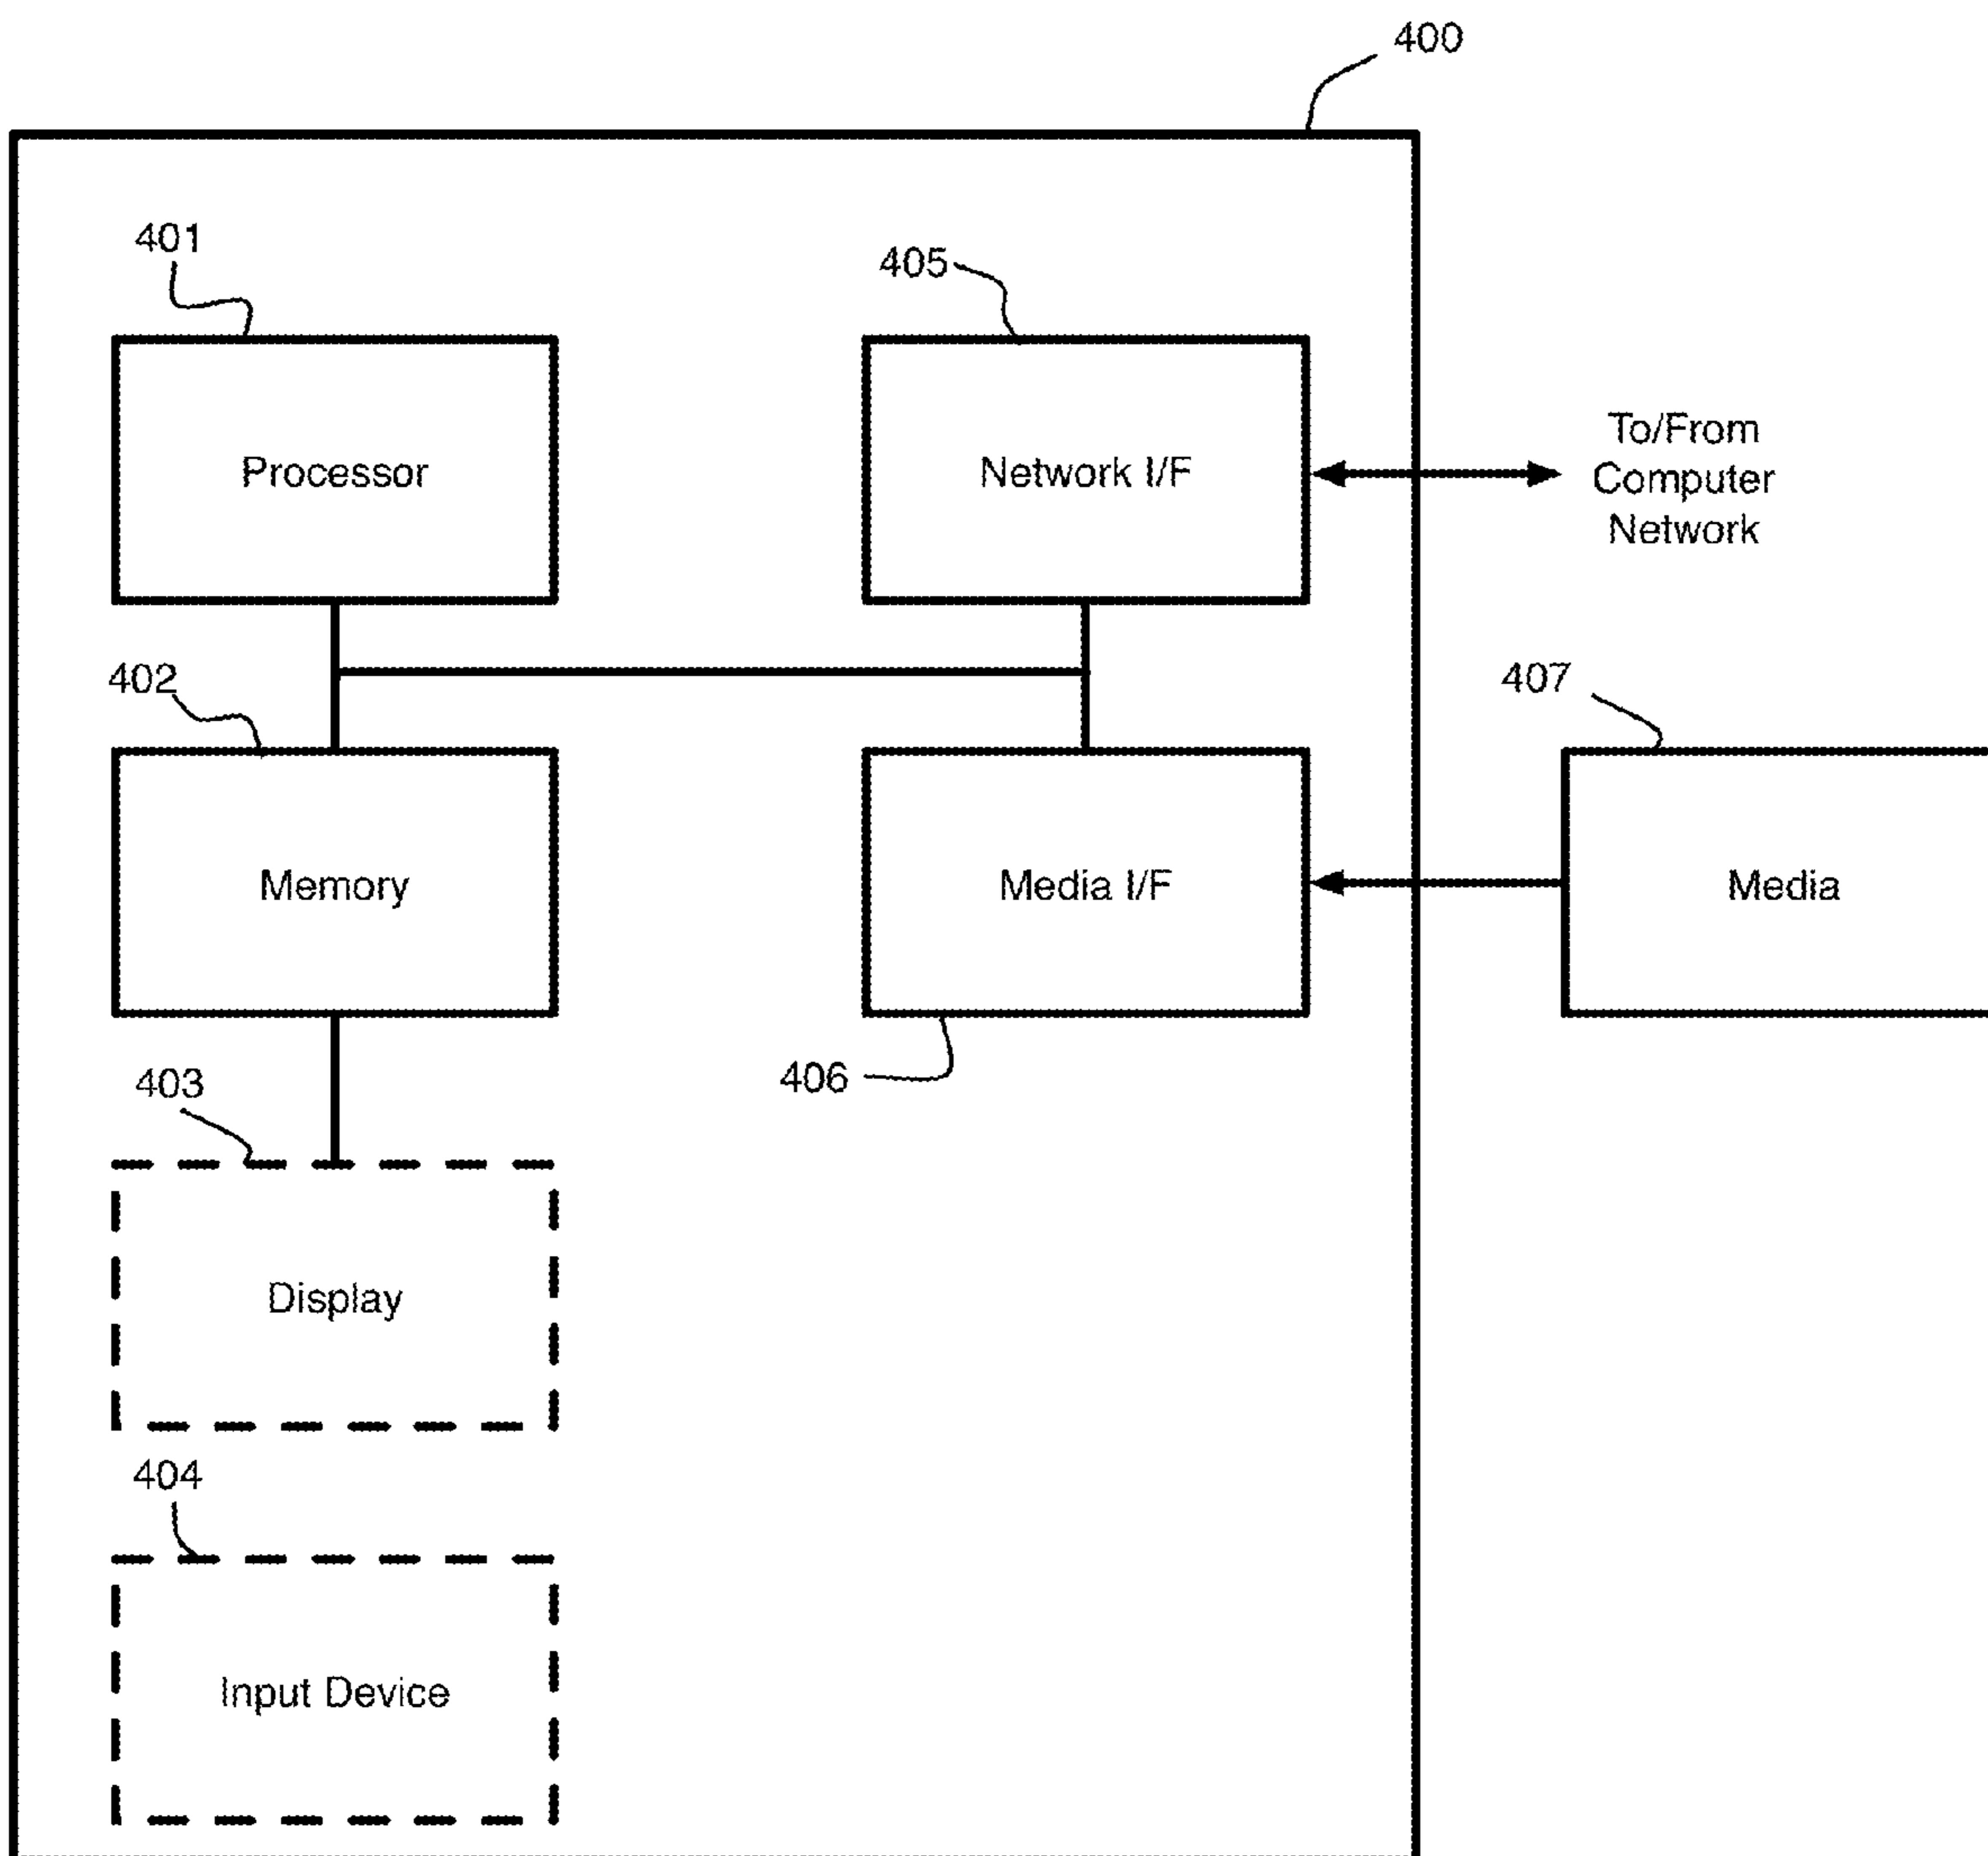 400
401
405
Processor
Network I/F
To/From
Computer
Network
402
407
Memory
Media I/F
Media
403
406
Display
404
Input Device